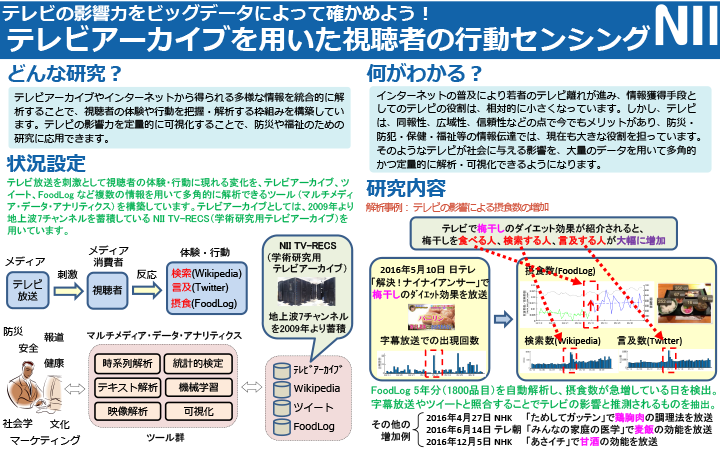 テレビの影響力をビッグデータによって確かめよう！
テレビアーカイブを用いた視聴者の行動センシング
NII
どんな研究？
テレビアーカイブやインターネットから得られる多様な情報を統合的に解
析することで、視聴者の体験や行動を把握・解析する枠組みを構築してい
ます。テレビの影響力を定量的に可視化することで、防災や福祉のための
研究に応用できます。
状況設定
テレビ放送を刺激として視聴者の体験・行動に現れる変化を、テレビアーカイブ、ツ
イート、FoodLog など複数の情報を用いて多角的に解析できるツール（マルチメディ
ア・データ・アナリティクス）を構築しています。テレビアーカイブとしては、2009年より
地上波7チャンネルを蓄積している NII TV-RECS（学術研究用テレビアーカイブ）を
用いています。
メディア
テレビ
放送
刺激
メディア
消費者
視聴者
反応
体験・行動
検索(Wikipedia)
言及(Twitter)
摂食(FoodLog)
NII TV-RECS
（学術研究用
テレビアーカイブ）
地上波7チャンネル
を2009年より蓄積
防災
安全
報道
健康
社会学
文化
マーケティング
マルチメディア・データ・アナリティクス
時系列解析
統計的検定
テキスト解析
機械学習
映像解析
可視化
ツール群
ﾃﾚﾋﾞｱｰｶｲﾌﾞ
Wikipedia
ツイート
FoodLog
何がわかる？
インターネットの普及により若者のテレビ離れが進み、情報獲得手段と
してのテレビの役割は、相対的に小さくなっています。しかし、テレビ
は、同報性、広域性、信頼性などの点で今でもメリットがあり、防災・
防犯・保健・福祉等の情報伝達では、現在も大きな役割を担っています。
そのようなテレビが社会に与える影響を、大量のデータを用いて多角的
かつ定量的に解析・可視化できるようになります。
研究内容
解析事例：テレビの影響による摂食数の増加
テレビで梅干しのダイエット効果が紹介されると、
梅干しを食べる人、検索する人、言及する人が大幅に増加
2016年5月10日 日テレ
「解決！ナイナイアンサー」で
梅干しのﾀﾞｲｴｯﾄ効果を放送
字幕放送での出現回数
摂食数(FoodLog)
検索数(Wikipedia)
言及数(Twitter)
FoodLog 5年分（1800品目）を自動解析し、摂食数が急増している日を検出。
字幕放送やツイートと照合することでテレビの影響と推測されるものを抽出。
その他の
増加例
2016年4月27日 NHK 「ためしてガッテン」で鶏胸肉の調理法を放送
2016年6月14日 テレ朝 「みんなの家庭の医学」で麦飯の効能を放送
2016年12月5日 NHK 「あさイチ」で甘酒の効能を放送